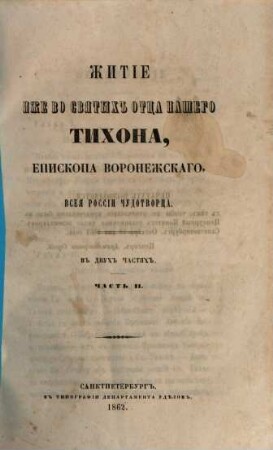 ЖИТІЕ
ИЖЕ ВО СВЯТЫХЪ ОТЦА НАШЕГО
ТИХОНА,
ЕПИСКОПА ВОРОНЕЖСКАГО,
ВСЕЯ РОССІИ ЧУДОТВОРЦА.
ВЪ ДВУХЪ ЧАСТЯХЪ.
ЧАСТЬ II.
САНКТПЕТЕРБУРГЪ.
ВЪ ТИПОГРАФІИ ДЕПАРТАМЕНТА УДѢЛОВЪ.
1862.